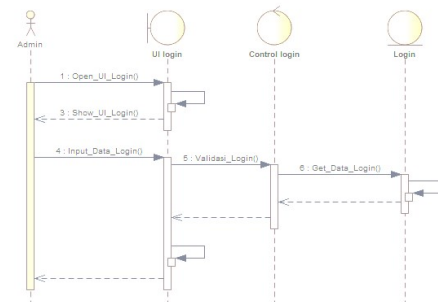 Admin
UI login
Control login
Login
1 : Open_UI_Login()
3 : Show_UI_Login()
4 : Input_Data_Login()
5 : Validasi_Login()
6 : Get_Data_Login()